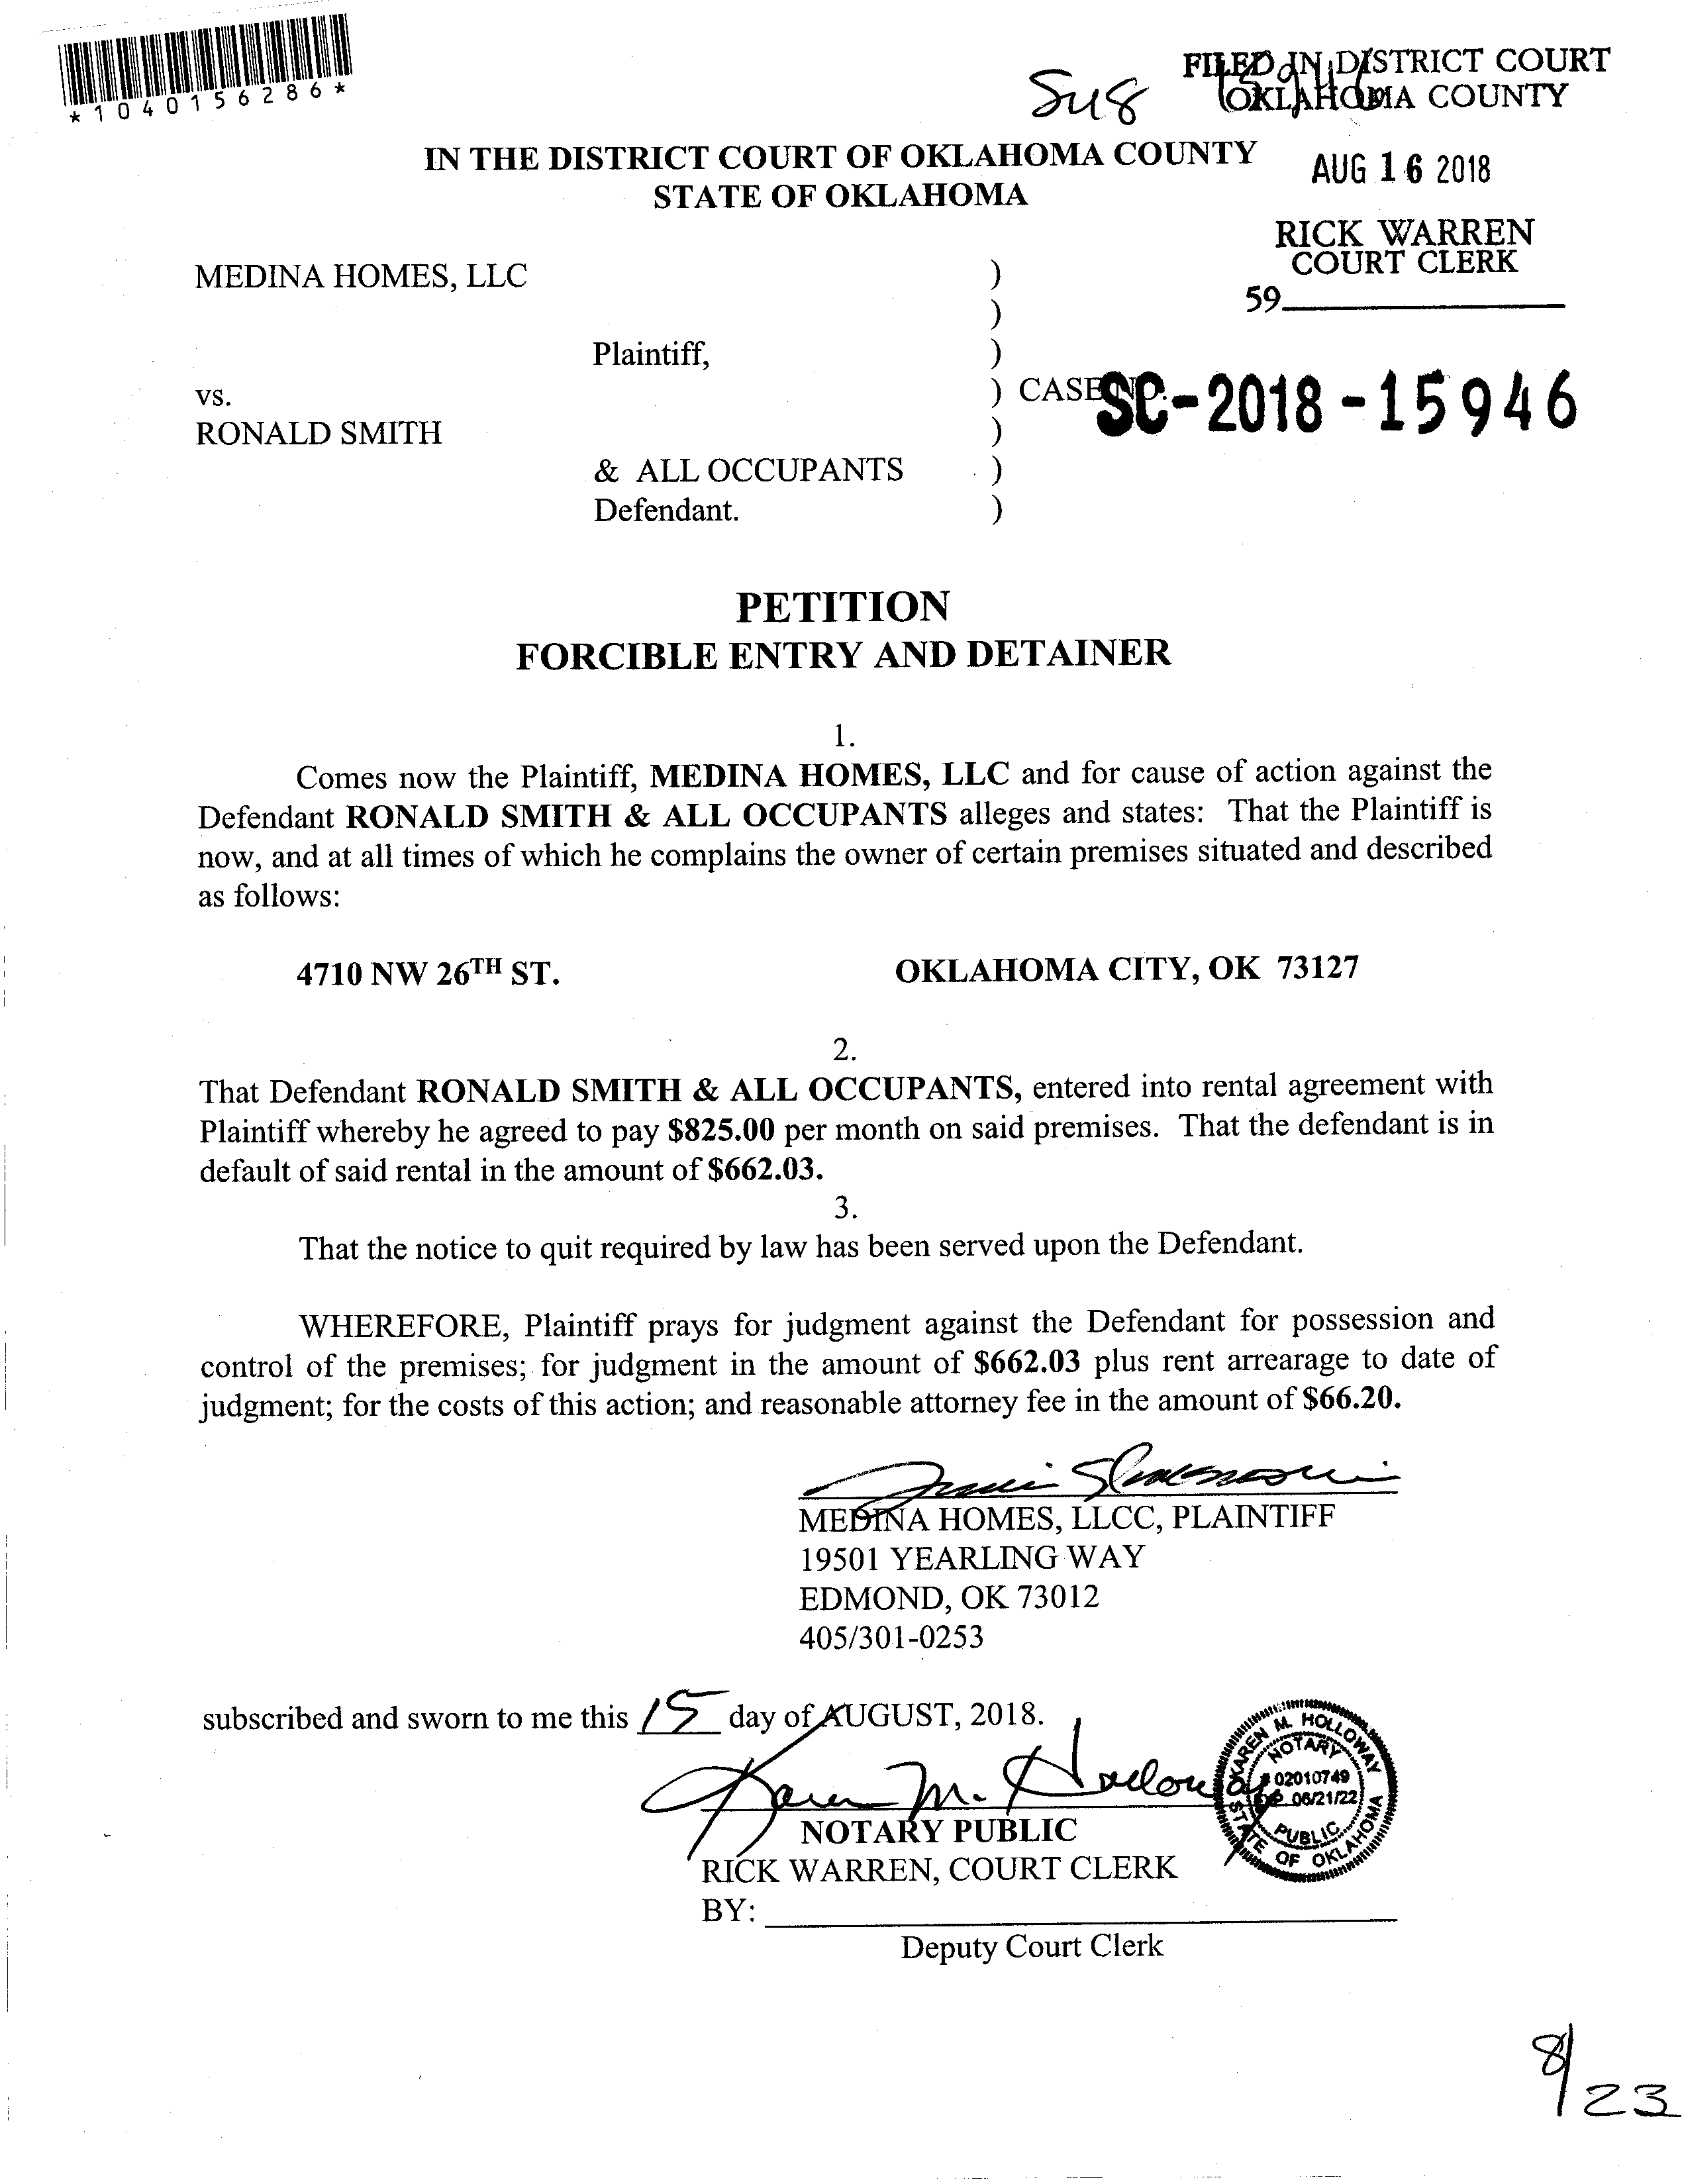 *1040156286*
FILED IN DISTRICT COURT
OKLAHOMA COUNTY
IN THE DISTRICT COURT OF OKLAHOMA COUNTY
STATE OF OKLAHOMA
AUG 16 2018
RICK WARREN
COURT CLERK
59
MEDINA HOMES, LLC )
)
Plaintiff, )
vs. ) CASE NO. SC-2018-15946
RONALD SMITH )
& ALL OCCUPANTS )
Defendant. )
PETITION
FORCIBLE ENTRY AND DETAINER
1.
Comes now the Plaintiff, MEDINA HOMES, LLC and for cause of action against the
Defendant RONALD SMITH & ALL OCCUPANTS alleges and states: That the Plaintiff is
now, and at all times of which he complains the owner of certain premises situated and described
as follows:
4710 NW 26TH ST. OKLAHOMA CITY, OK 73127
2.
That Defendant RONALD SMITH & ALL OCCUPANTS, entered into rental agreement with
Plaintiff whereby he agreed to pay $825.00 per month on said premises. That the defendant is in
default of said rental in the amount of $662.03.
3.
That the notice to quit required by law has been served upon the Defendant.
WHEREFORE, Plaintiff prays for judgment against the Defendant for possession and
control of the premises; for judgment in the amount of $662.03 plus rent arrearage to date of
judgment; for the costs of this action; and reasonable attorney fee in the amount of $66.20.
MEDINA HOMES, LLCC, PLAINTIFF
19501 YEARLING WAY
EDMOND, OK 73012
405/301-0253
subscribed and sworn to me this 15 day of AUGUST, 2018.
Karen M. Holloway
KAREN M. HOLLOWAY
NOTARY
# 02010749
EXP. 06/21/22
PUBLIC
STATE OF OKLAHOMA
NOTARY PUBLIC
RICK WARREN, COURT CLERK
BY:
Deputy Court Clerk
8/23